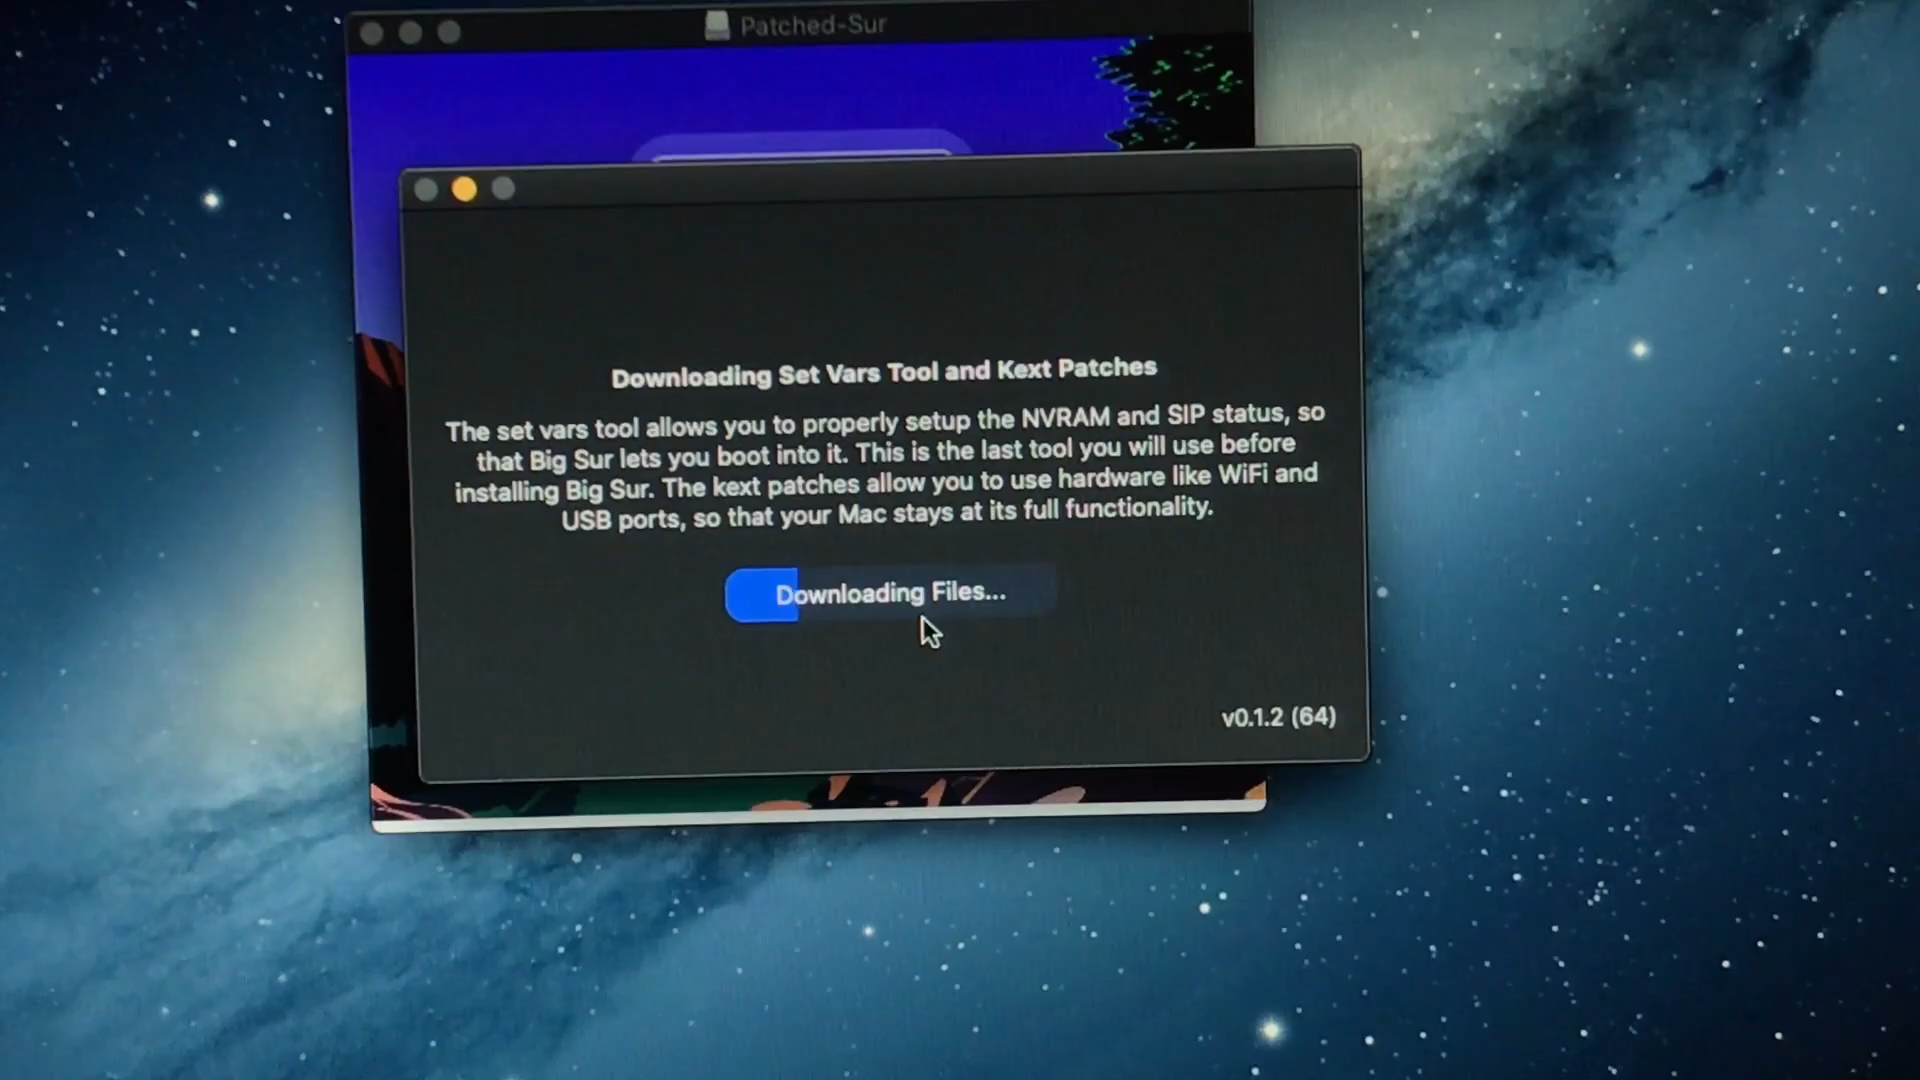 Patched-Sur
Downloading Set Vars Tool and Kext Patches
The set vars tool allows you to properly setup the NVRAM and SIP status, so
that Big Sur lets you boot into it. This is the last tool you will use before
installing Big Sur. The kext patches allow you to use hardware like WiFi and
USB ports, so that your Mac stays at its full functionality.
Downloading Files...
v0.1.2 (64)